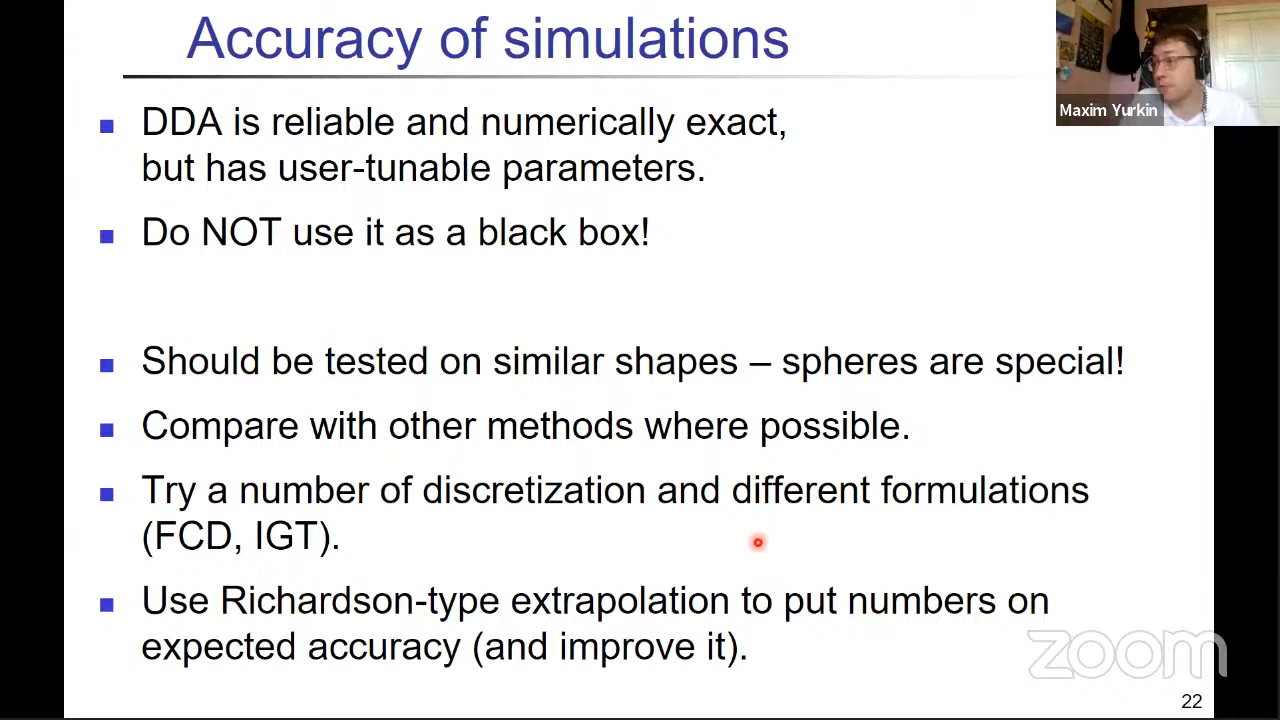 Accuracy of simulations
Maxim Yurkin
DDA is reliable and numerically exact,
but has user-tunable parameters.
Do NOT use it as a black box!
Should be tested on similar shapes – spheres are special!
Compare with other methods where possible.
Try a number of discretization and different formulations
(FCD, IGT).
Use Richardson-type extrapolation to put numbers on
expected accuracy (and improve it).
zoom
22